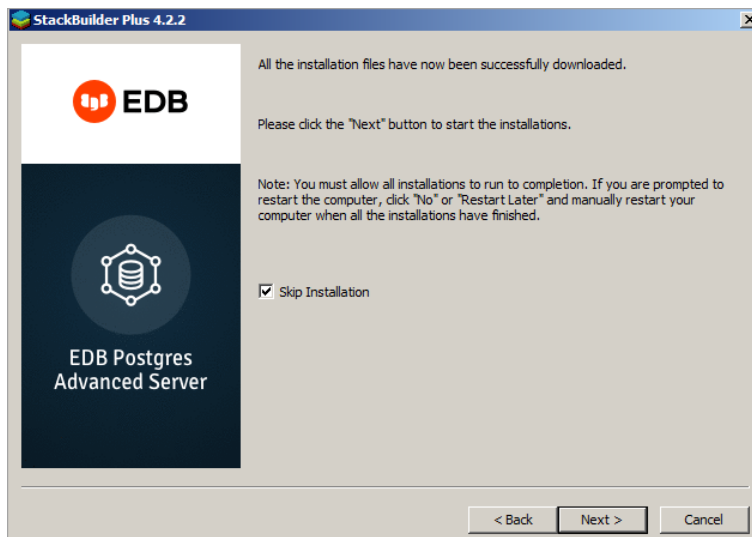 StackBuilder Plus 4.2.2
EDB
All the installation files have now been successfully downloaded.
Please click the "Next" button to start the installations.
Note: You must allow all installations to run to completion. If you are prompted to
restart the computer, click "No" or "Restart Later" and manually restart your
computer when all the installations have finished.
Skip Installation
EDB Postgres
Advanced Server
< Back
Next >
Cancel